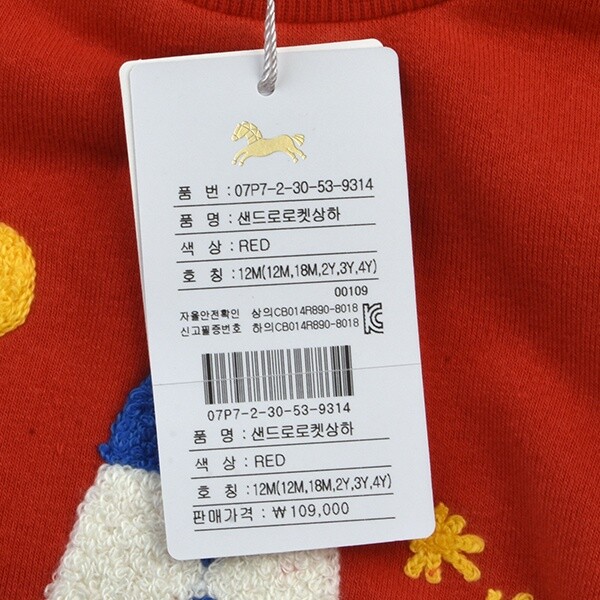 품 번 : 07P7-2-30-53-9314
품 명 : 샌드로로켓상하
색 상 : RED
호 칭 : 12M(12M,18M,2Y,3Y,4Y)
00109
자율안전확인 상의CB014R890-8018
신고필증번호 하의CB014R890-8018
07P7-2-30-53-9314
품 명 : 샌드로로켓상하
색 상 : RED
호 칭 : 12M(12M,18M,2Y,3Y,4Y)
판매가격 : ₩109,000